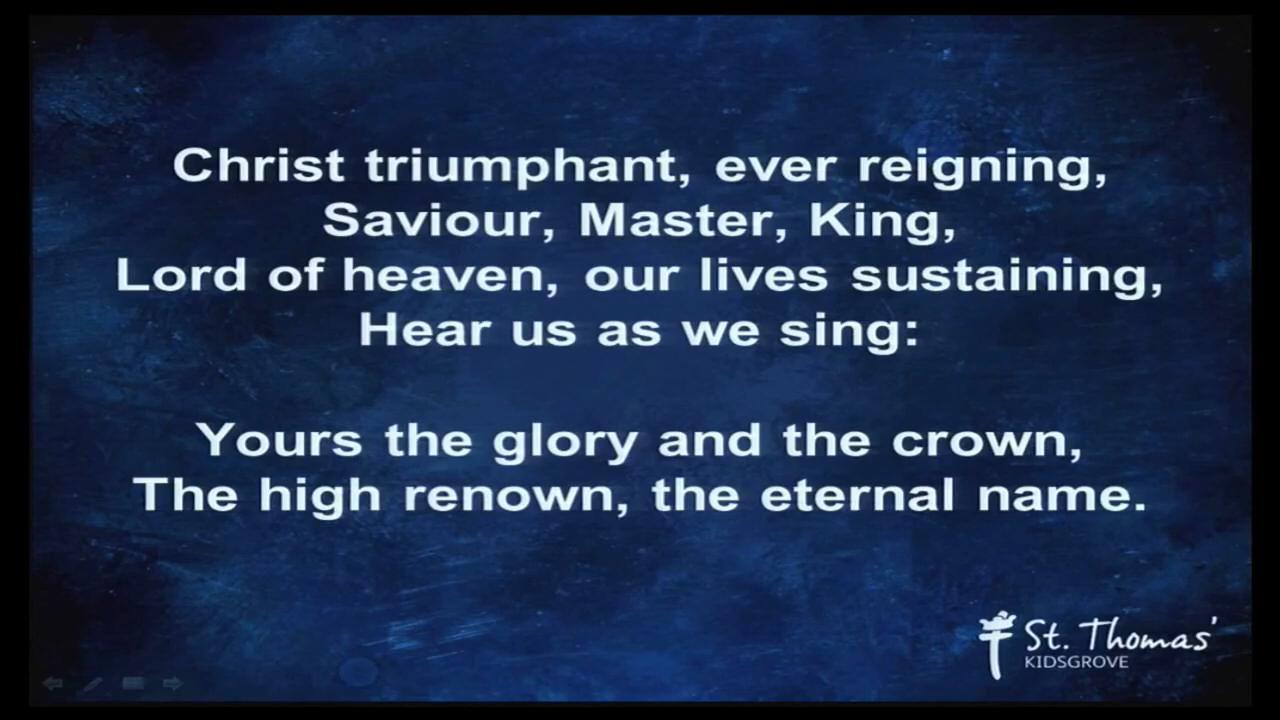 Christ triumphant, ever reigning,
Saviour, Master, King,
Lord of heaven, our lives sustaining,
Hear us as we sing:
Yours the glory and the crown,
The high renown, the eternal name.
St. Thomas'
KIDSGROVE